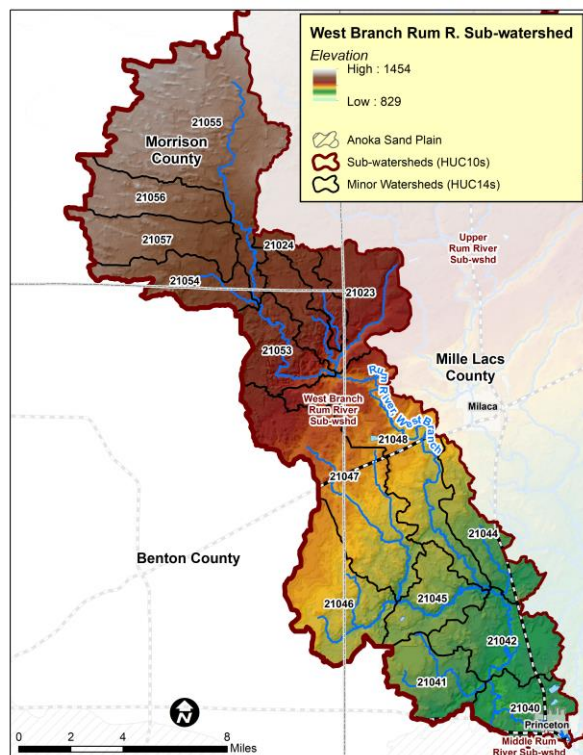 West Branch Rum R. Sub-watershed
Elevation
High : 1454
Low : 829
Anoka Sand Plain
Sub-watersheds (HUC10s)
Minor Watersheds (HUC14s)
21055
Morrison
County
21056
21057
21024
21054
Upper
Rum River
Sub-wshd
21023
21053
Mille Lacs
County
Rum River, West Branch
West Branch
Rum River
Sub-wshd
Milaca
21048
21047
21044
Benton County
21046
21045
21042
21041
21040
Princeton
Middle Rum
River Sub-wshd
N
0 2 4 8
Miles